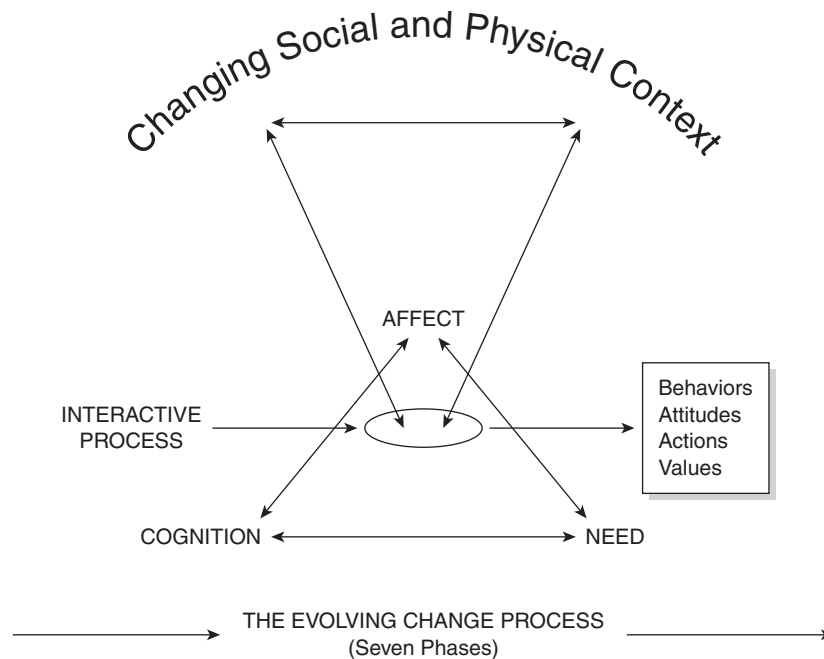 Changing Social and Physical Context
AFFECT
INTERACTIVE
PROCESS
Behaviors
Attitudes
Actions
Values
COGNITION
NEED
THE EVOLVING CHANGE PROCESS
(Seven Phases)